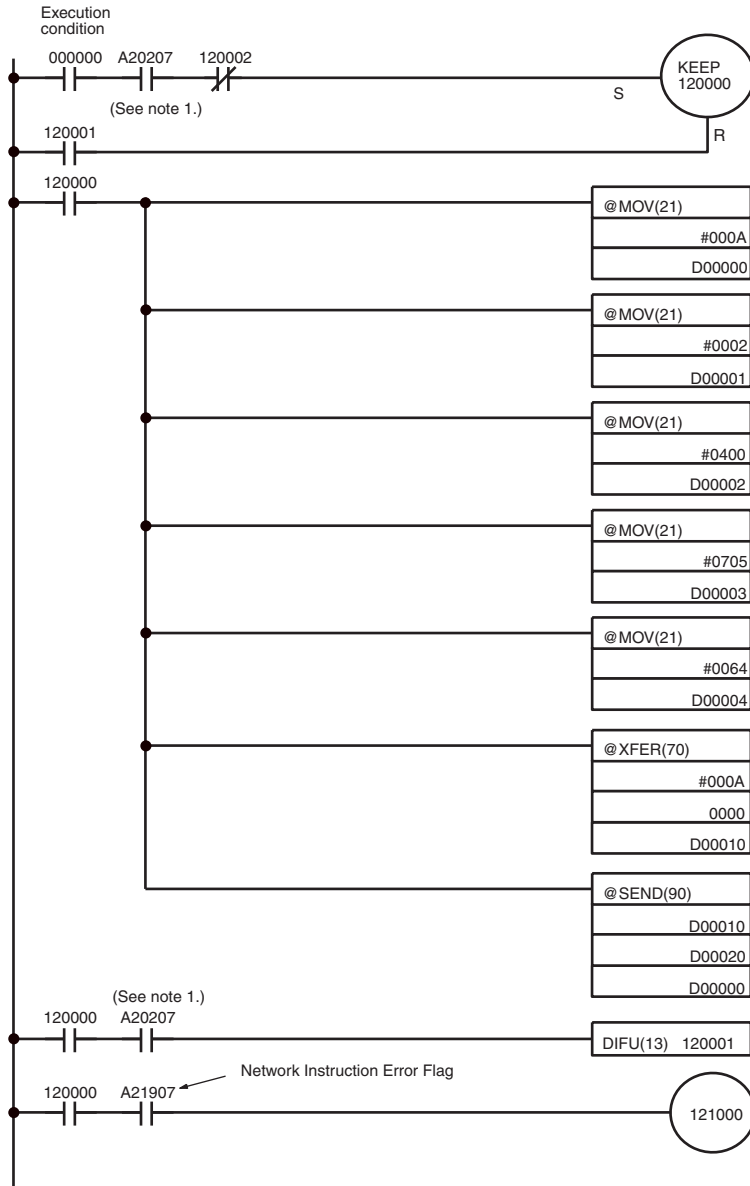 Execution
condition
000000 A20207 120002
KEEP
120000
S
(See note 1.)
R
120001
120000
@MOV(21)
#000A
D00000
@MOV(21)
#0002
D00001
@MOV(21)
#0400
D00002
@MOV(21)
#0705
D00003
@MOV(21)
#0064
D00004
@XFER(70)
#000A
0000
D00010
@SEND(90)
D00010
D00020
D00000
(See note 1.)
120000 A20207
DIFU(13) 120001
Network Instruction Error Flag
120000 A21907
121000